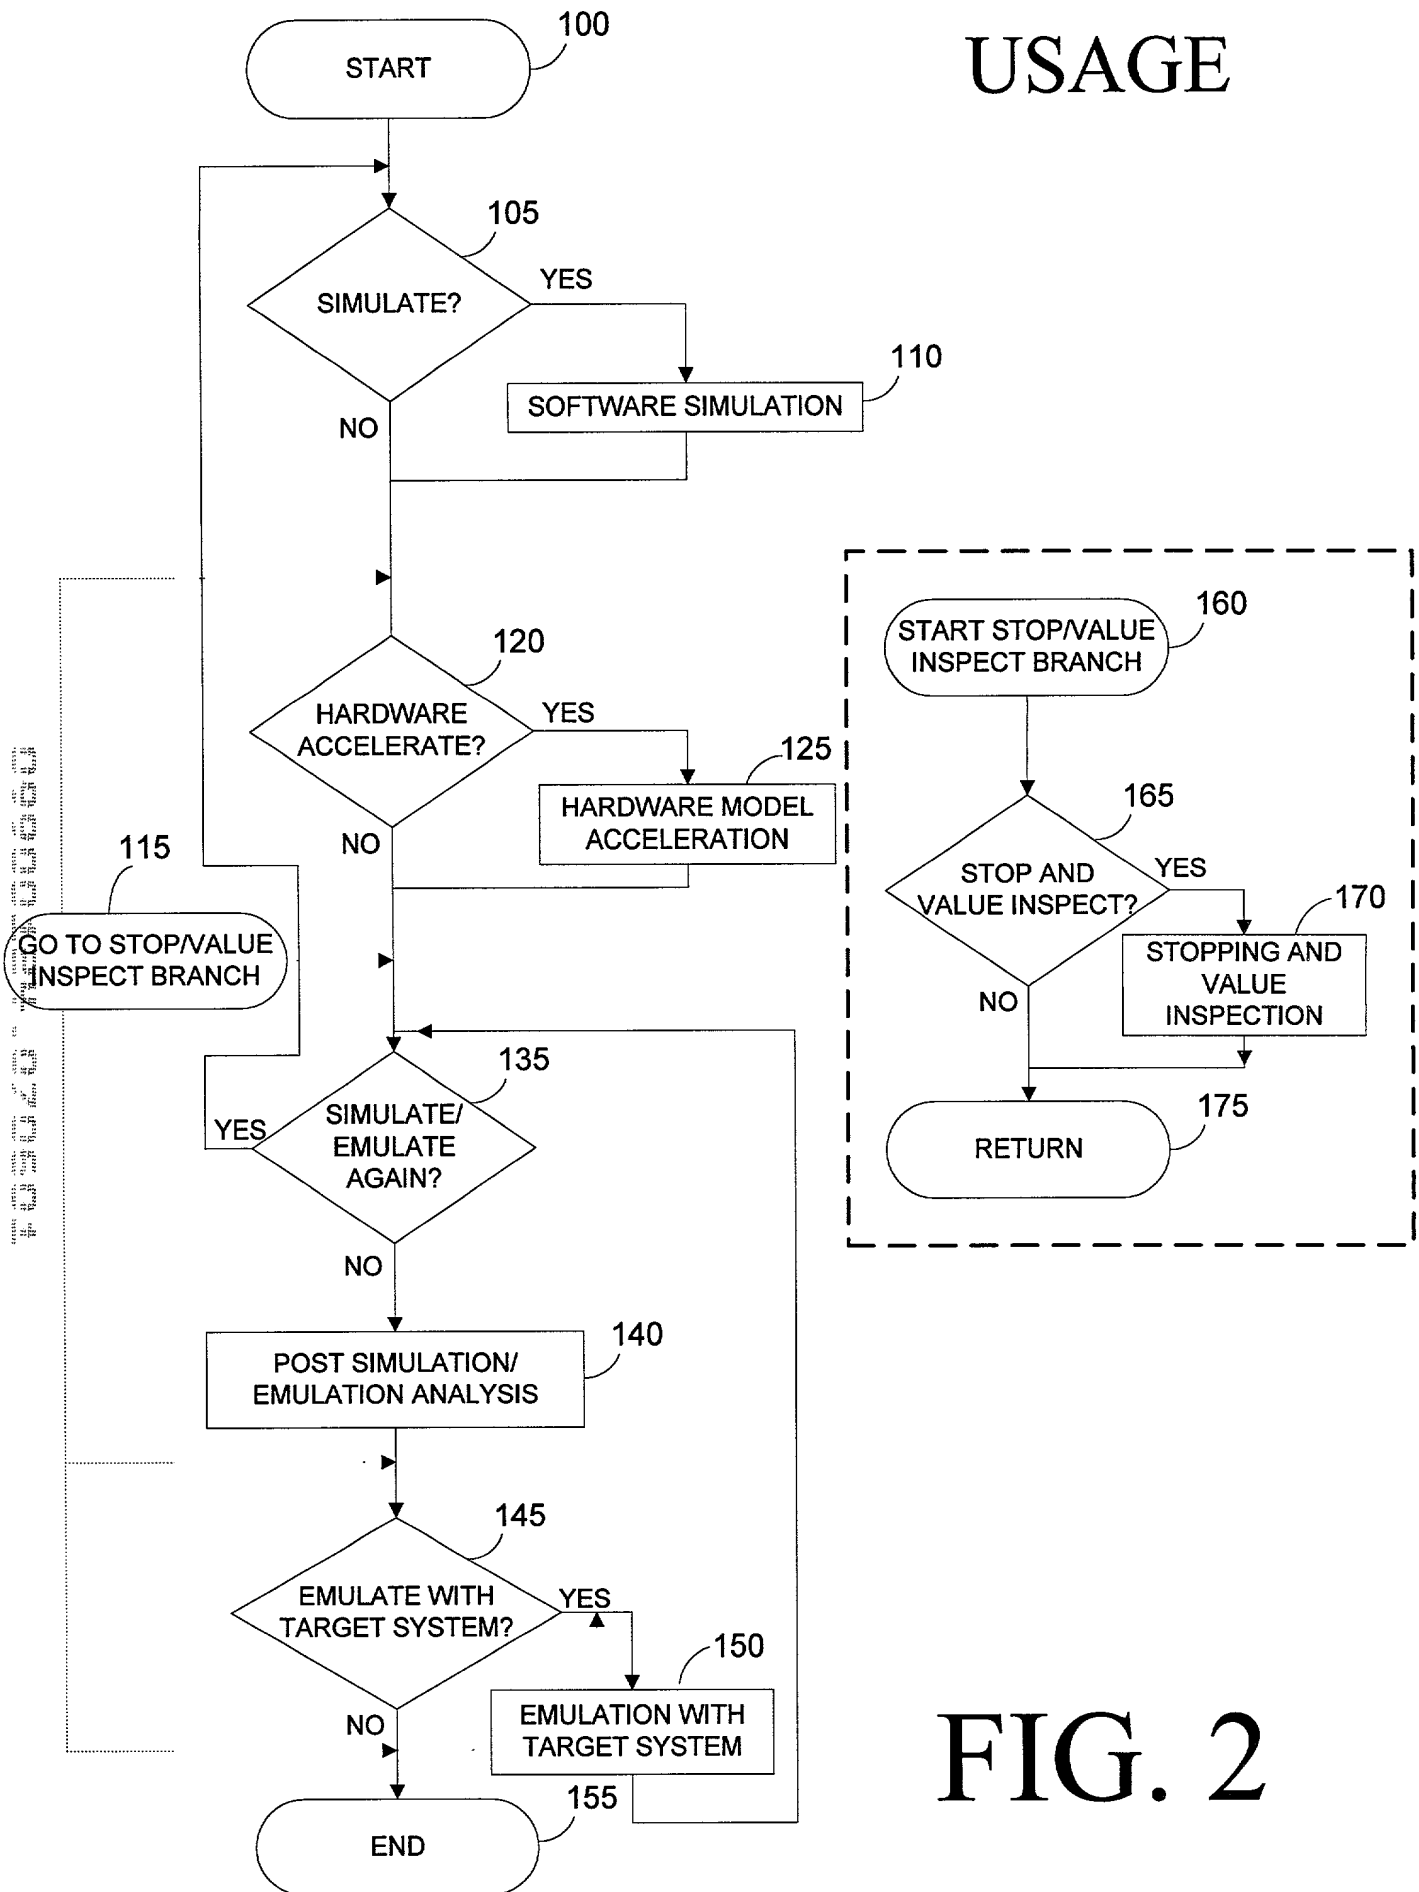 USAGE
START
100
105
SIMULATE?
YES
NO
110
SOFTWARE SIMULATION
120
HARDWARE
ACCELERATE?
YES
NO
125
HARDWARE MODEL
ACCELERATION
115
GO TO STOP/VALUE
INSPECT BRANCH
135
SIMULATE/
EMULATE
AGAIN?
YES
NO
140
POST SIMULATION/
EMULATION ANALYSIS
145
EMULATE WITH
TARGET SYSTEM?
YES
NO
150
EMULATION WITH
TARGET SYSTEM
155
END
160
START STOP/VALUE
INSPECT BRANCH
165
STOP AND
VALUE INSPECT?
YES
NO
170
STOPPING AND
VALUE
INSPECTION
175
RETURN
FIG. 2